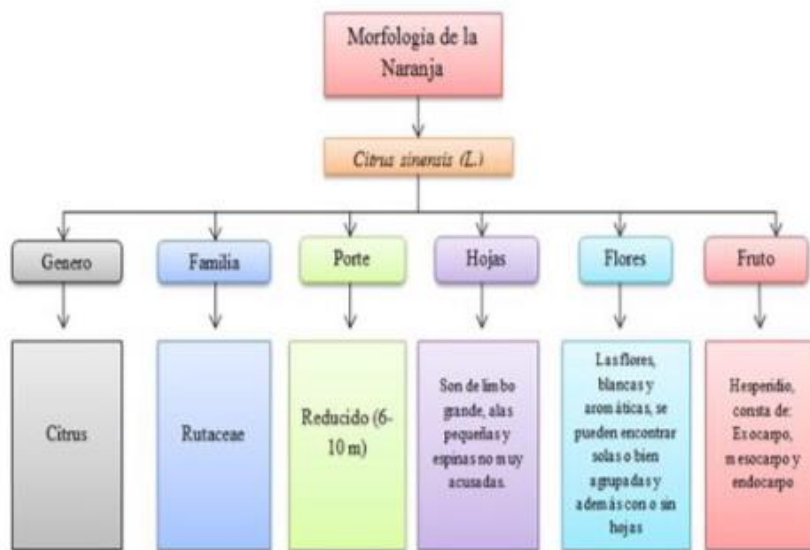 Morfologia de la
Naranja
Citrus sinensis (L.)
Genero
Familia
Porte
Hojas
Flores
Fruto
Citrus
Rutaceae
Reducido (6-
10 m)
Son de limbo
grande, alas
pequeñas y
espinas no muy
acusadas.
Las flores,
blancas y
aromáticas, se
pueden encontrar
solas o bien
agrupadas y
además con o sin
hojas
Hesperidio,
consta de:
Exocarpo,
mesocarpo y
endocarpo